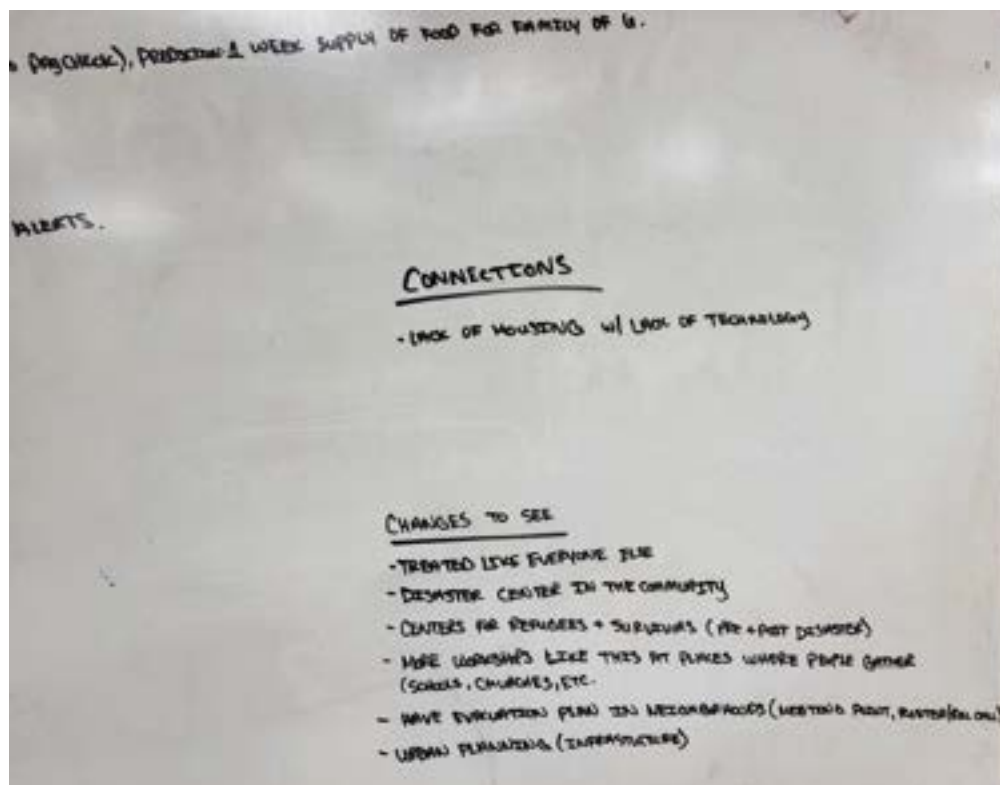 Paycheck), 1 WEEK SUPPLY OF FOOD FOR FAMILY OF 6.
ALERTS.
CONNECTIONS
- LACK OF HOUSING w/ LACK OF TECHNOLOGY
CHANGES TO SEE
- TREATED LIKE EVERYONE ELSE
- DISASTER CENTER IN THE COMMUNITY
- CENTERS FOR REFUGEES + SURVIVORS (PRE + POST DISASTER)
- MORE WORKSHOPS LIKE THIS AT PLACES WHERE PEOPLE GATHER
(SCHOOLS, CHURCHES, ETC.
- HAVE EVACUATION PLAN IN NEIGHBORHOODS (MEETING POINT,
- URBAN PLANNING (INFRASTRUCTURE)